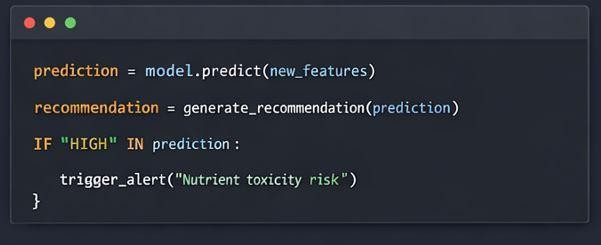 prediction = model.predict(new_features)
recommendation = generate_recommendation(prediction)
IF "HIGH" IN prediction:
trigger_alert("Nutrient toxicity risk")
}